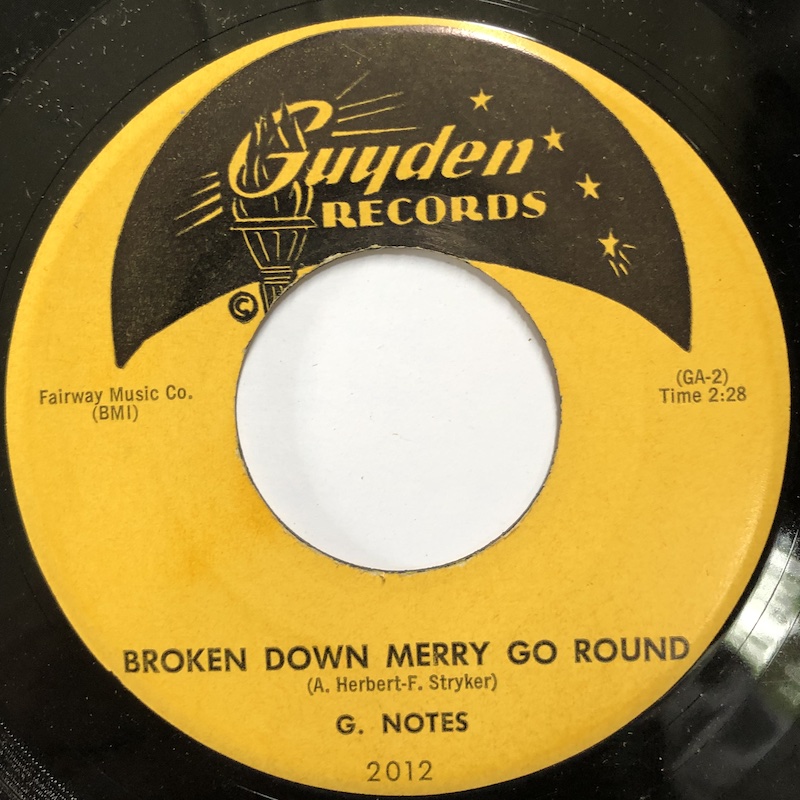 Guyden
RECORDS
©
Fairway Music Co.
(BMI)
(GA-2)
Time 2:28
BROKEN DOWN MERRY GO ROUND
(A. Herbert-F. Stryker)
G. NOTES
2012